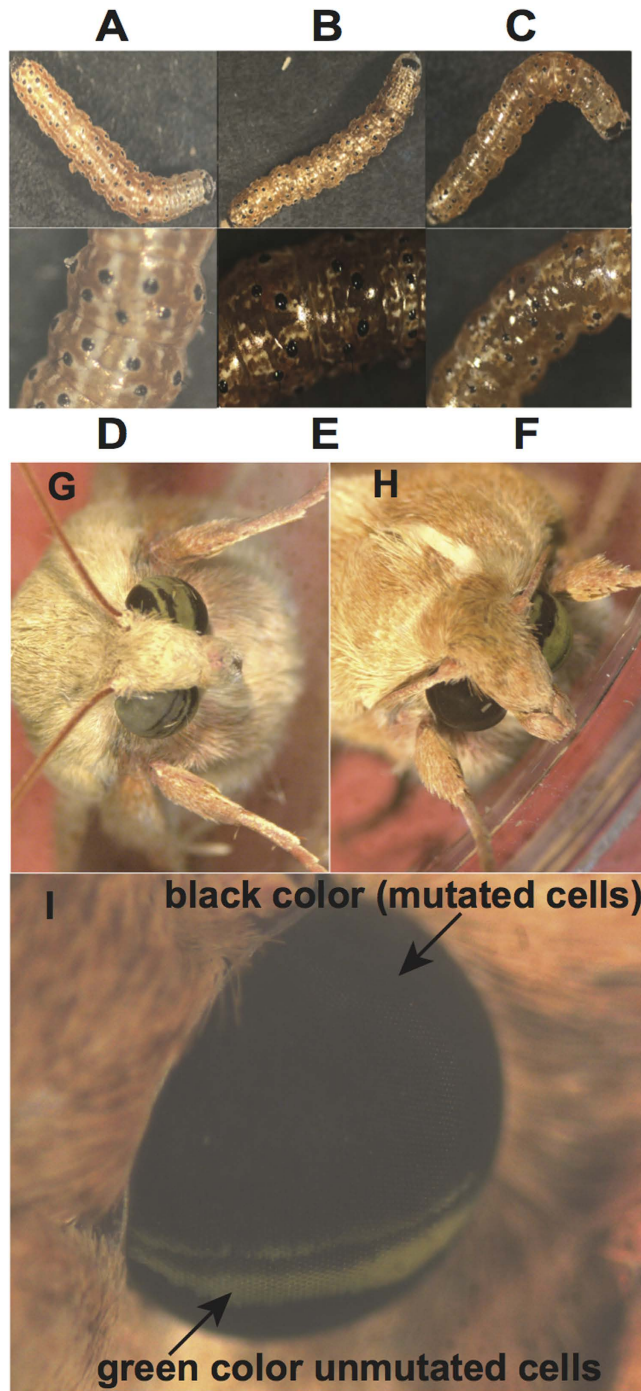 A B C
D E F
G H
I black color (mutated cells)
green color unmutated cells